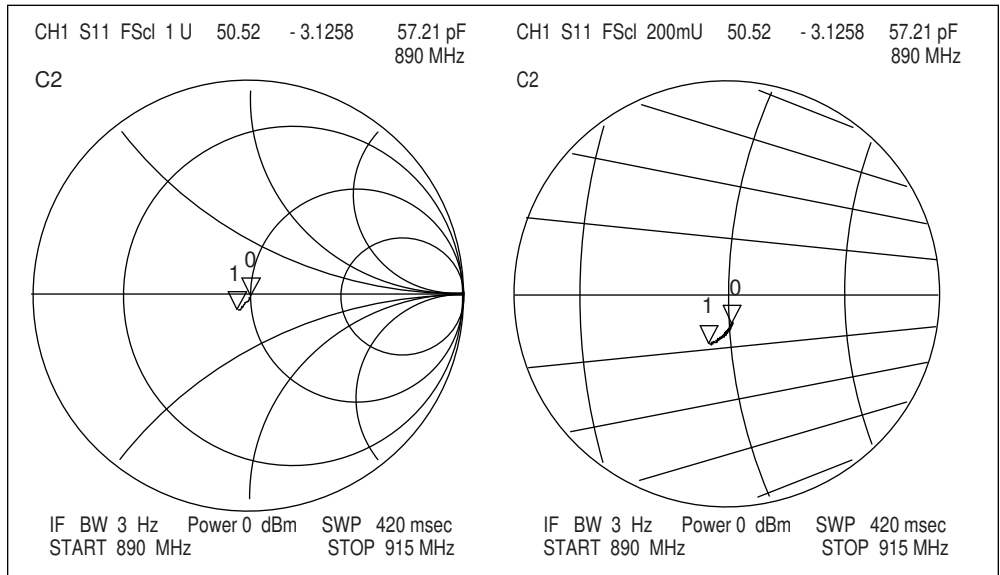 CH1 S11 FScl 1 U 50.52 - 3.1258 57.21 pF
890 MHz
C2
0
1
IF BW 3 Hz Power 0 dBm SWP 420 msec
START 890 MHz STOP 915 MHz
CH1 S11 FScl 200mU 50.52 - 3.1258 57.21 pF
890 MHz
C2
0
1
IF BW 3 Hz Power 0 dBm SWP 420 msec
START 890 MHz STOP 915 MHz